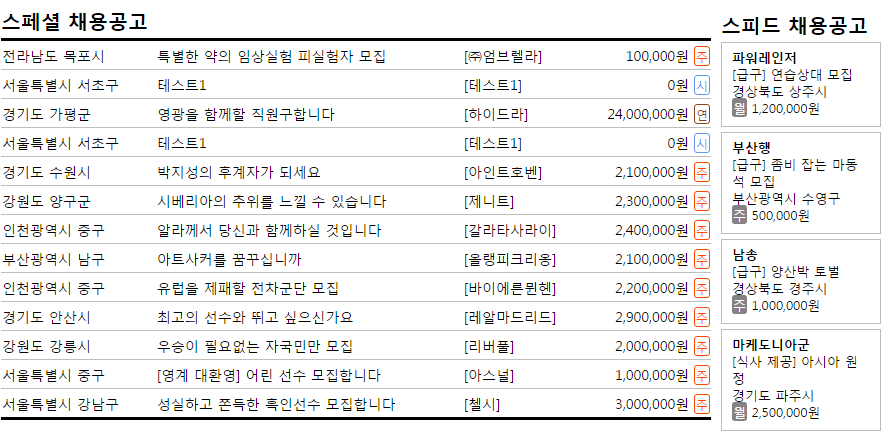 스페셜 채용공고
전라남도 목포시 특별한 약의 임상실험 피실험자 모집 [㈜엄브렐라] 100,000원 주
서울특별시 서초구 테스트1 [테스트1] 0원 시
경기도 가평군 영광을 함께할 직원구합니다 [하이드라] 24,000,000원 연
서울특별시 서초구 테스트1 [테스트1] 0원 시
경기도 수원시 박지성의 후계자가 되세요 [아인트호벤] 2,100,000원 주
강원도 양구군 시베리아의 추위를 느낄 수 있습니다 [제니트] 2,300,000원 주
인천광역시 중구 알라께서 당신과 함께하실 것입니다 [갈라타사라이] 2,400,000원 주
부산광역시 남구 아트사커를 꿈꾸십니까 [올랭피크리옹] 2,100,000원 주
인천광역시 중구 유럽을 제패할 전차군단 모집 [바이에른뮌헨] 2,200,000원 주
경기도 안산시 최고의 선수와 뛰고 싶으신가요 [레알마드리드] 2,900,000원 주
강원도 강릉시 우승이 필요없는 자국민만 모집 [리버풀] 2,000,000원 주
서울특별시 중구 [영계 대환영] 어린 선수 모집합니다 [아스널] 1,000,000원 주
서울특별시 강남구 성실하고 쫀득한 흑인선수 모집합니다 [첼시] 3,000,000원 주
스피드 채용공고
파워레인저
[급구] 연습상대 모집
경상북도 상주시
월 1,200,000원
부산행
[급구] 좀비 잡는 마동
석 모집
부산광역시 수영구
주 500,000원
남송
[급구] 양산박 토벌
경상북도 경주시
주 1,000,000원
마케도니아군
[식사 제공] 아시아 원
정
경기도 파주시
월 2,500,000원